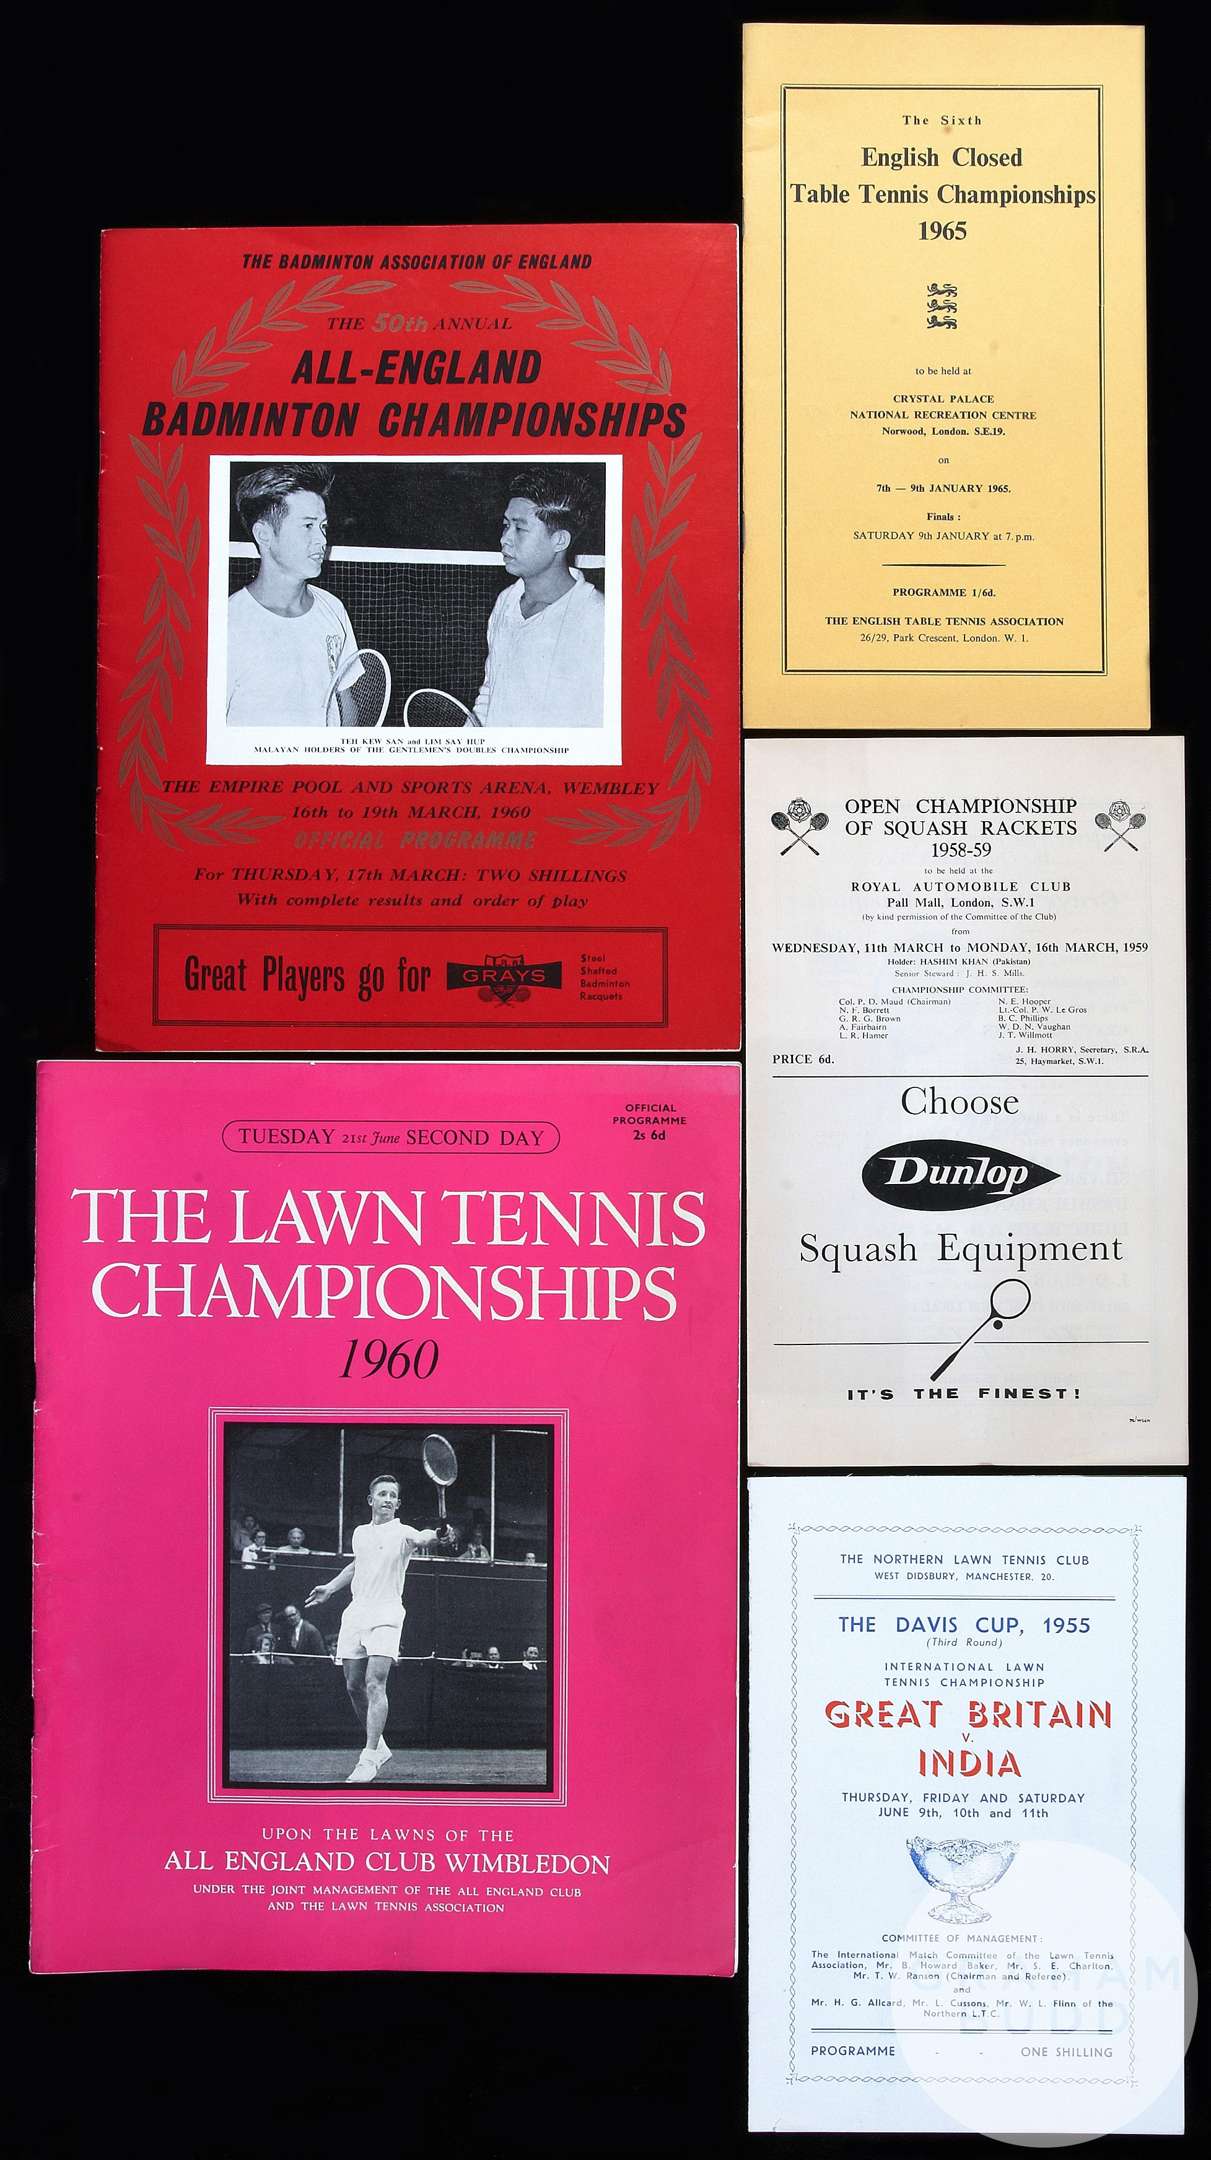 THE BADMINTON ASSOCIATION OF ENGLAND
THE 50th ANNUAL
ALL-ENGLAND
BADMINTON CHAMPIONSHIPS
TEH KEW SAN and LIM SAY HUP
MALAYAN HOLDERS OF THE GENTLEMEN'S DOUBLES CHAMPIONSHIP
THE EMPIRE POOL AND SPORTS ARENA, WEMBLEY
16th to 19th MARCH, 1960
OFFICIAL PROGRAMME
For THURSDAY, 17th MARCH: TWO SHILLINGS
With complete results and order of play
Great Players go for
GRAYS
Steel
Shafted
Badminton
Racquets
TUESDAY 21st June SECOND DAY
OFFICIAL
PROGRAMME
2s 6d
THE LAWN TENNIS
CHAMPIONSHIPS
1960
UPON THE LAWNS OF THE
ALL ENGLAND CLUB WIMBLEDON
UNDER THE JOINT MANAGEMENT OF THE ALL ENGLAND CLUB
AND THE LAWN TENNIS ASSOCIATION
The Sixth
English Closed
Table Tennis Championships
1965
to be held at
CRYSTAL PALACE
NATIONAL RECREATION CENTRE
Norwood, London. S.E.19.
on
7th — 9th JANUARY 1965.
Finals :
SATURDAY 9th JANUARY at 7. p.m.
PROGRAMME 1/6d.
THE ENGLISH TABLE TENNIS ASSOCIATION
26/29, Park Crescent, London. W. 1.
OPEN CHAMPIONSHIP
OF SQUASH RACKETS
1958-59
to be held at the
ROYAL AUTOMOBILE CLUB
Pall Mall, London, S.W.1
(by kind permission of the Committee of the Club)
from
WEDNESDAY, 11th MARCH to MONDAY, 16th MARCH, 1959
Holder: HASHIM KHAN (Pakistan)
Senior Steward : J. H. S. Mills.
CHAMPIONSHIP COMMITTEE:
Col. P. D. Maud (Chairman)
N. F. Borrett
G. R. G. Brown
A. Fairbairn
L. R. Hamer
N. E. Hooper
Lt.-Col. P. W. Le Gros
B. C. Phillips
W. D. N. Vaughan
J. T. Willmott
PRICE 6d.
J. H. HORRY, Secretary, S.R.A.
25, Haymarket, S.W.1.
Choose
Dunlop
Squash Equipment
IT'S THE FINEST!
THE NORTHERN LAWN TENNIS CLUB
WEST DIDSBURY, MANCHESTER. 20.
THE DAVIS CUP, 1955
(Third Round)
INTERNATIONAL LAWN
TENNIS CHAMPIONSHIP
GREAT BRITAIN
V.
INDIA
THURSDAY, FRIDAY AND SATURDAY
JUNE 9th, 10th and 11th
COMMITTEE OF MANAGEMENT:
The International Match Committee of the Lawn Tennis
Association, Mr. B. Howard Baker, Mr. S. E. Charlton.
Mr. T. W. Ranson (Chairman and Referee).
and
Mr. H. G. Allcard, Mr. L. Cussons, Mr. W. L. Flinn of the
Northern L.T.C.
PROGRAMME - - ONE SHILLING